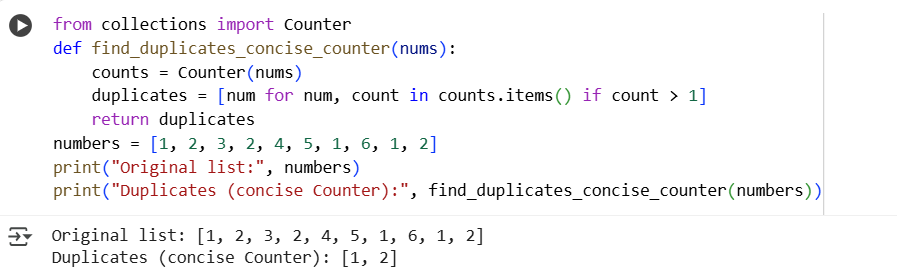 from collections import Counter
def find_duplicates_concise_counter(nums):
    counts = Counter(nums)
    duplicates = [num for num, count in counts.items() if count > 1]
    return duplicates
numbers = [1, 2, 3, 2, 4, 5, 1, 6, 1, 2]
print("Original list:", numbers)
print("Duplicates (concise Counter):", find_duplicates_concise_counter(numbers))
Original list: [1, 2, 3, 2, 4, 5, 1, 6, 1, 2]
Duplicates (concise Counter): [1, 2]